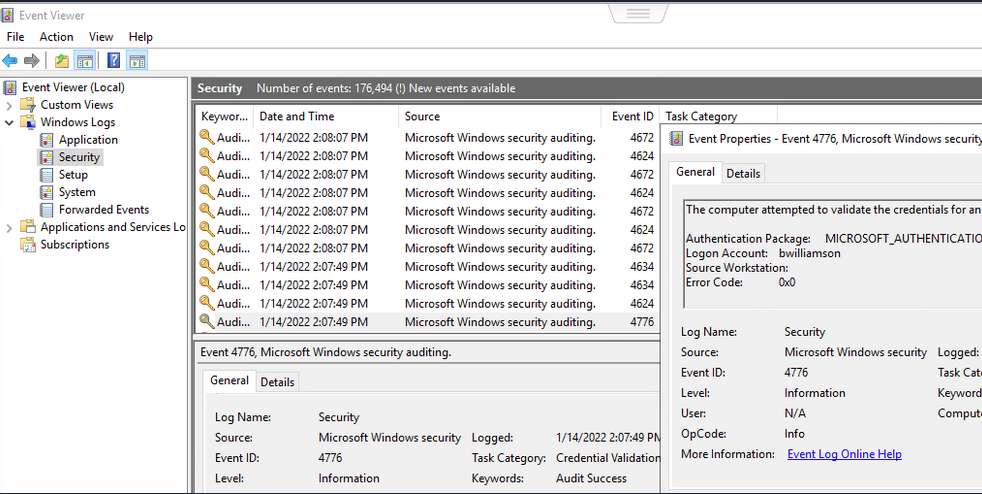 Event Viewer
File Action View Help
Event Viewer (Local)
Custom Views
Windows Logs
Application
Security
Setup
System
Forwarded Events
Applications and Services Lo
Subscriptions
Security Number of events: 176,494 (!) New events available
Keywor... Date and Time Source Event ID Task Category
Audi... 1/14/2022 2:08:07 PM Microsoft Windows security auditing. 4672
Audi... 1/14/2022 2:08:07 PM Microsoft Windows security auditing. 4624
Audi... 1/14/2022 2:08:07 PM Microsoft Windows security auditing. 4672
Audi... 1/14/2022 2:08:07 PM Microsoft Windows security auditing. 4624
Audi... 1/14/2022 2:08:07 PM Microsoft Windows security auditing. 4672
Audi... 1/14/2022 2:08:07 PM Microsoft Windows security auditing. 4624
Audi... 1/14/2022 2:08:07 PM Microsoft Windows security auditing. 4672
Audi... 1/14/2022 2:07:49 PM Microsoft Windows security auditing. 4634
Audi... 1/14/2022 2:07:49 PM Microsoft Windows security auditing. 4634
Audi... 1/14/2022 2:07:49 PM Microsoft Windows security auditing. 4624
Audi... 1/14/2022 2:07:49 PM Microsoft Windows security auditing. 4776
Event 4776, Microsoft Windows security auditing.
General Details
Log Name: Security
Source: Microsoft Windows security Logged: 1/14/2022 2:07:49 PM
Event ID: 4776 Task Category: Credential Validation
Level: Information Keywords: Audit Success
Event Properties - Event 4776, Microsoft Windows security
General Details
The computer attempted to validate the credentials for an
Authentication Package: MICROSOFT_AUTHENTICATIO
Logon Account: bwilliamson
Source Workstation:
Error Code: 0x0
Log Name: Security
Source: Microsoft Windows security Logged:
Event ID: 4776 Task Cate
Level: Information Keyword
User: N/A Compute
OpCode: Info
More Information: Event Log Online Help